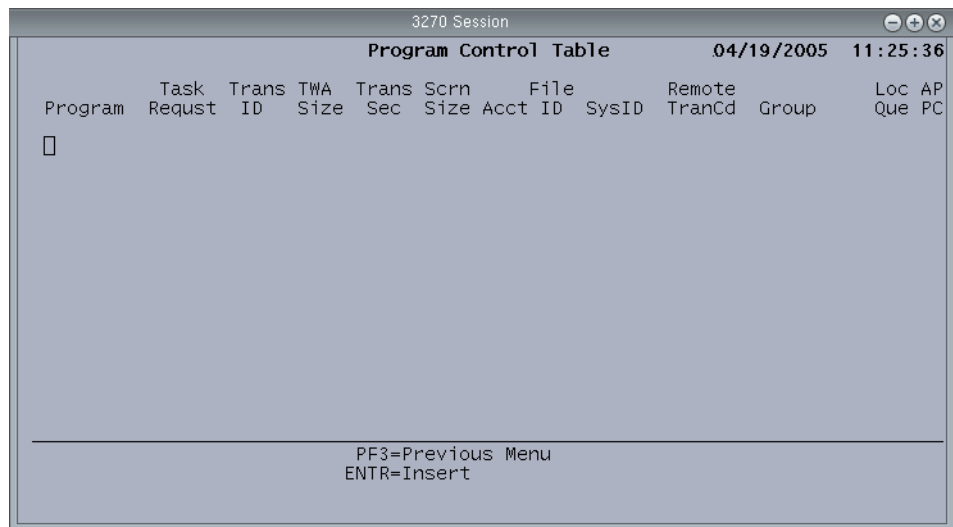 3270 Session
Program Control Table 04/19/2005 11:25:36
Task Trans TWA Trans Scrn File Remote Loc AP
Program Requst ID Size Sec Size Acct ID SysID TranCd Group Que PC
PF3=Previous Menu
ENTR=Insert